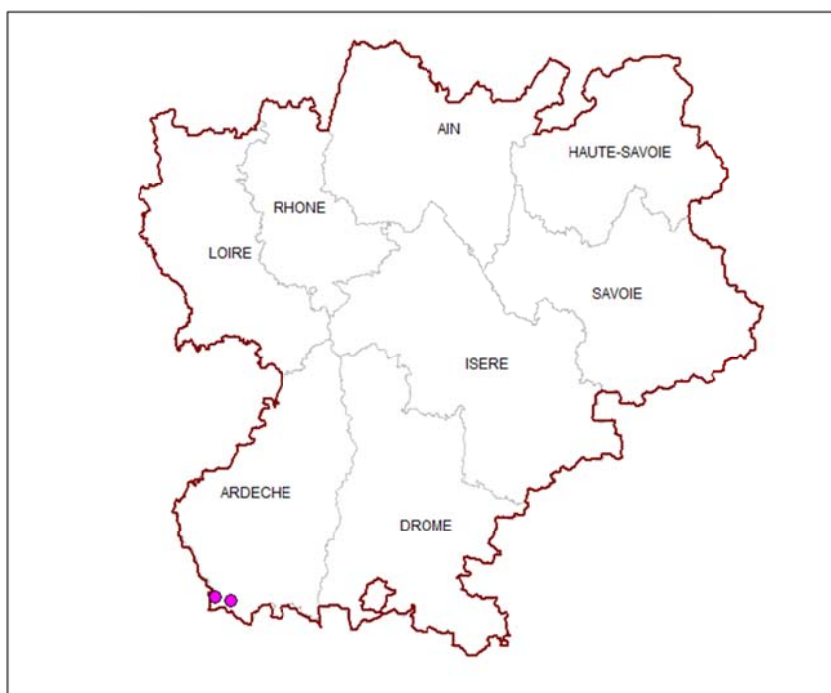 AIN
HAUTE-SAVOIE
RHONE
LOIRE
SAVOIE
ISERE
ARDECHE
DROME